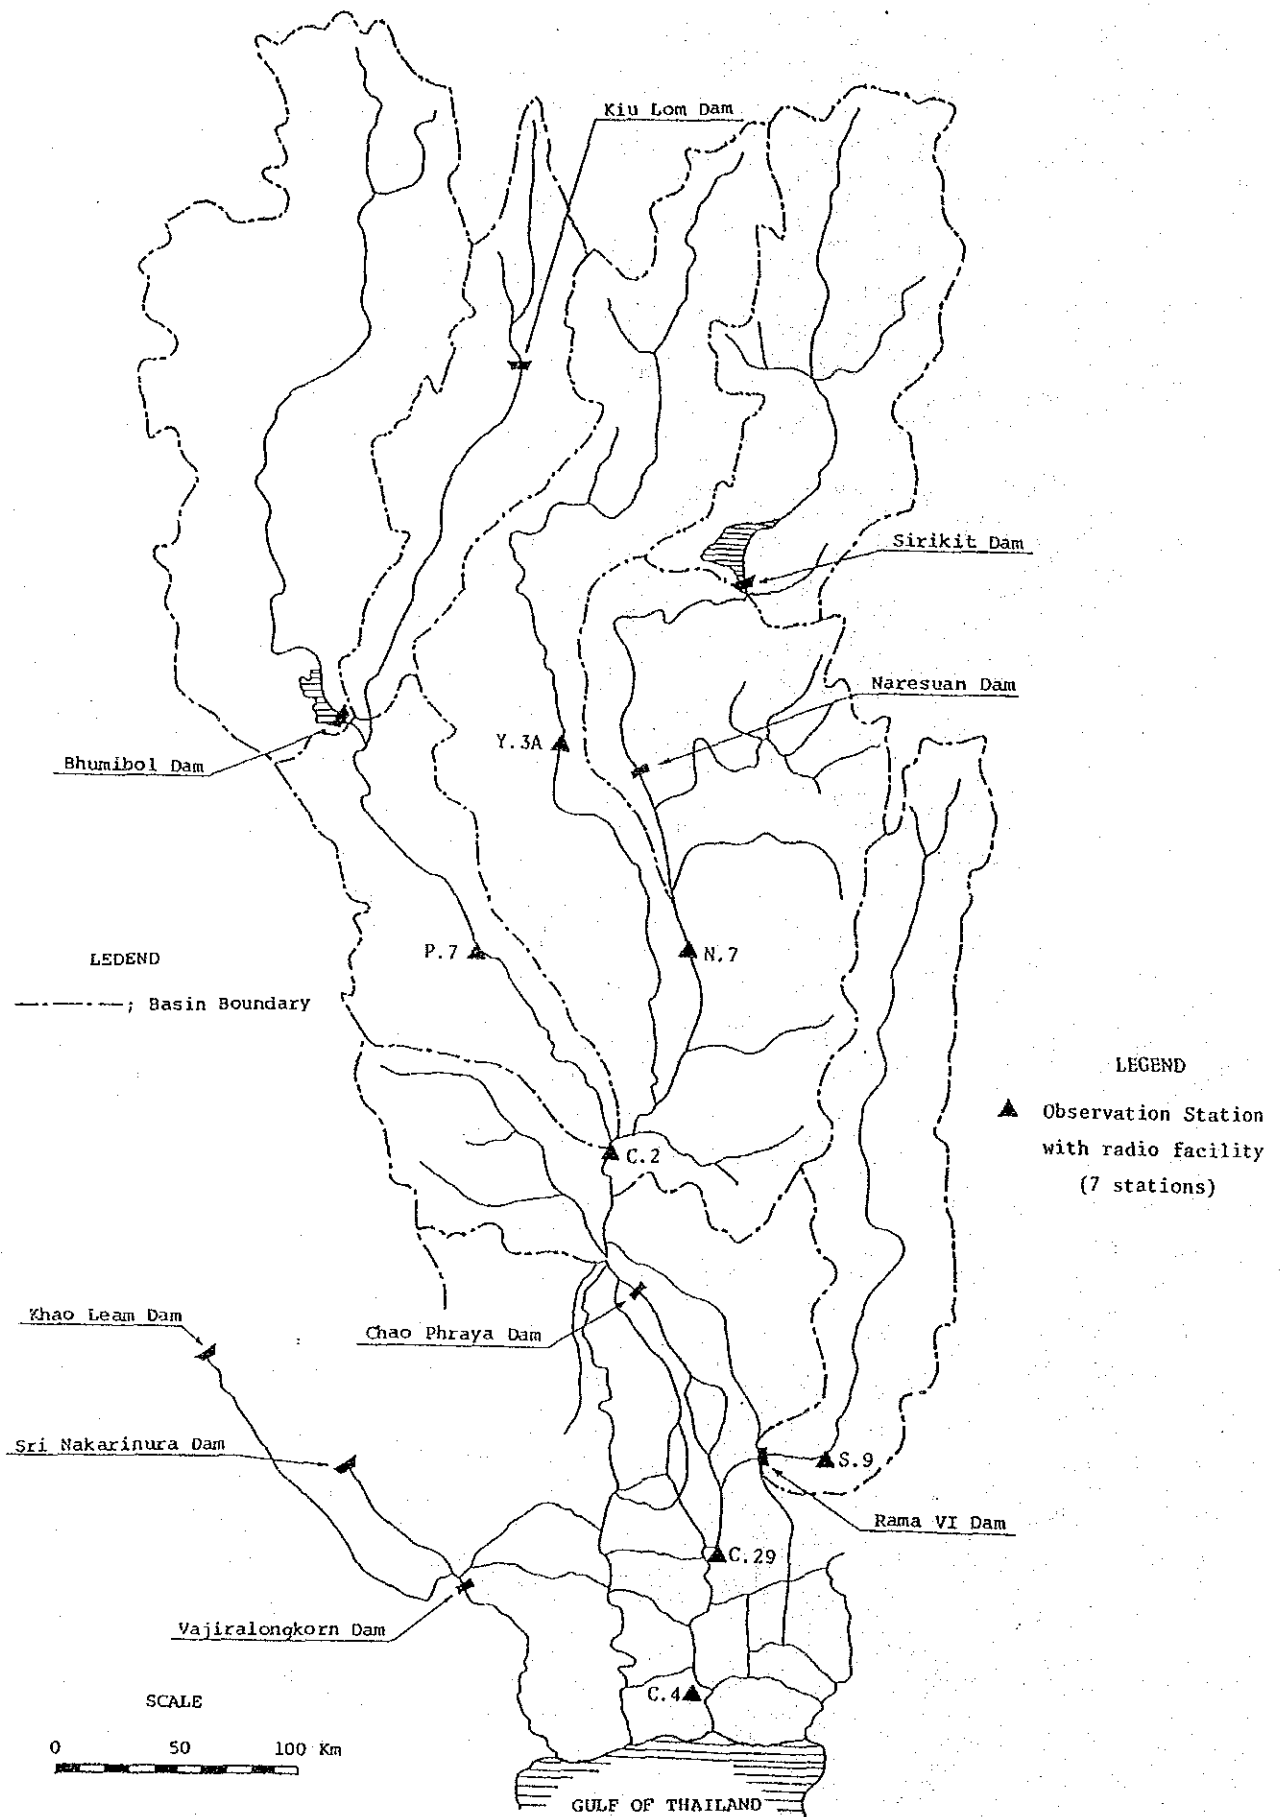 Kiu Lom Dam
Sirikit Dam
Naresuan Dam
Y.3A
Bhumibol Dam
P.7
N.7
LEDEND
; Basin Boundary
LEGEND
Observation Station
with radio facility
(7 stations)
C.2
Khao Leam Dam
Chao Phraya Dam
Sri Nakarinura Dam
S.9
Rama VI Dam
C.29
Vajiralongkorn Dam
C.4
SCALE
0 50 100 Km
GULF OF THAILAND